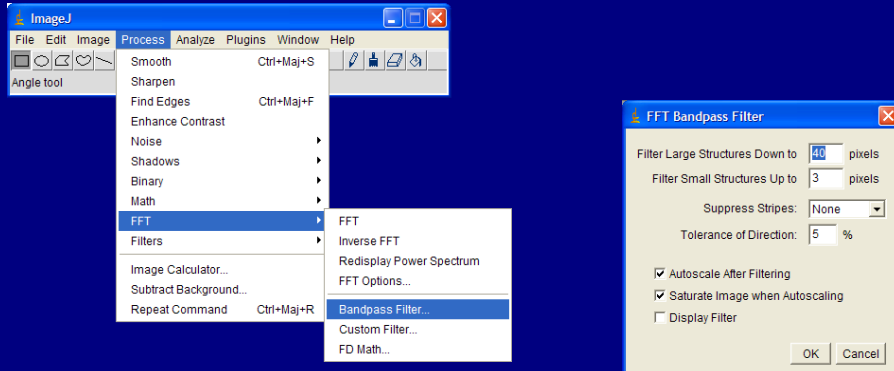 ImageJ
File Edit Image Process Analyze Plugins Window Help
Angle tool
Smooth Ctrl+Maj+S
Sharpen
Find Edges Ctrl+Maj+F
Enhance Contrast
Noise
Shadows
Binary
Math
FFT
Filters
Image Calculator...
Subtract Background...
Repeat Command Ctrl+Maj+R
FFT
Inverse FFT
Redisplay Power Spectrum
FFT Options...
Bandpass Filter...
Custom Filter...
FD Math...
FFT Bandpass Filter
Filter Large Structures Down to 40 pixels
Filter Small Structures Up to 3 pixels
Suppress Stripes: None
Tolerance of Direction: 5 %
Autoscale After Filtering
Saturate Image when Autoscaling
Display Filter
OK Cancel